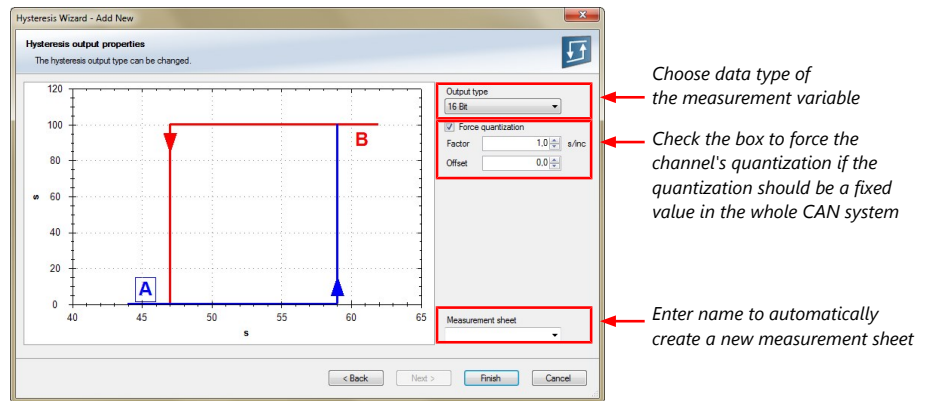 Hysteresis Wizard - Add New
Hysteresis output properties
The hysteresis output type can be changed.
120
100
80
60
40
20
0
s
40 45 50 55 60 65
s
A
B
Output type
16 Bit
Force quantization
Factor 1,0 s/inc
Offset 0,0
Measurement sheet
< Back Next > Finish Cancel
Choose data type of
the measurement variable
Check the box to force the
channel's quantization if the
quantization should be a fixed
value in the whole CAN system
Enter name to automatically
create a new measurement sheet